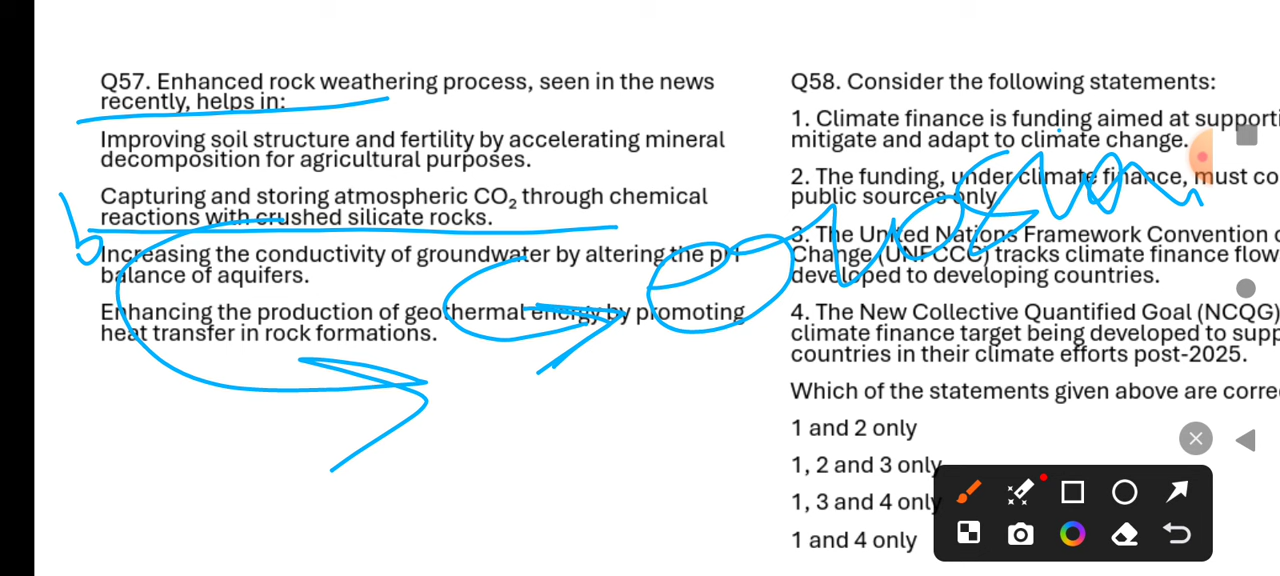 Q57. Enhanced rock weathering process, seen in the news
recently, helps in:
Improving soil structure and fertility by accelerating mineral
decomposition for agricultural purposes.
Capturing and storing atmospheric CO₂ through chemical
reactions with crushed silicate rocks.
b
Increasing the conductivity of groundwater by altering the pH
balance of aquifers.
Enhancing the production of geothermal energy by promoting
heat transfer in rock formations.
Q58. Consider the following statements:
1. Climate finance is funding aimed at supporti
mitigate and adapt to climate change.
2. The funding, under climate finance, must co
public sources only
3. The United Nations Framework Convention o
Change (UNFCCC) tracks climate finance flow
developed to developing countries.
4. The New Collective Quantified Goal (NCQG)
climate finance target being developed to supp
countries in their climate efforts post-2025.
Which of the statements given above are corre
1 and 2 only
1, 2 and 3 only
1, 3 and 4 only
1 and 4 only